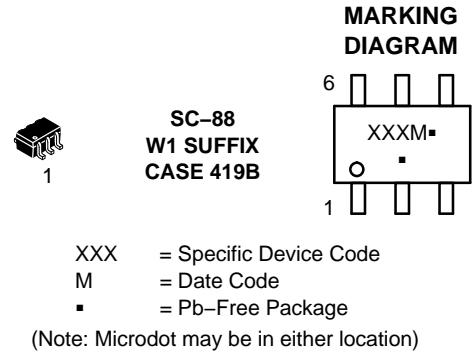 MARKING
DIAGRAM
6
XXXM▪
▪
1
SC–88
W1 SUFFIX
CASE 419B
1
XXX = Specific Device Code
M = Date Code
▪ = Pb–Free Package
(Note: Microdot may be in either location)